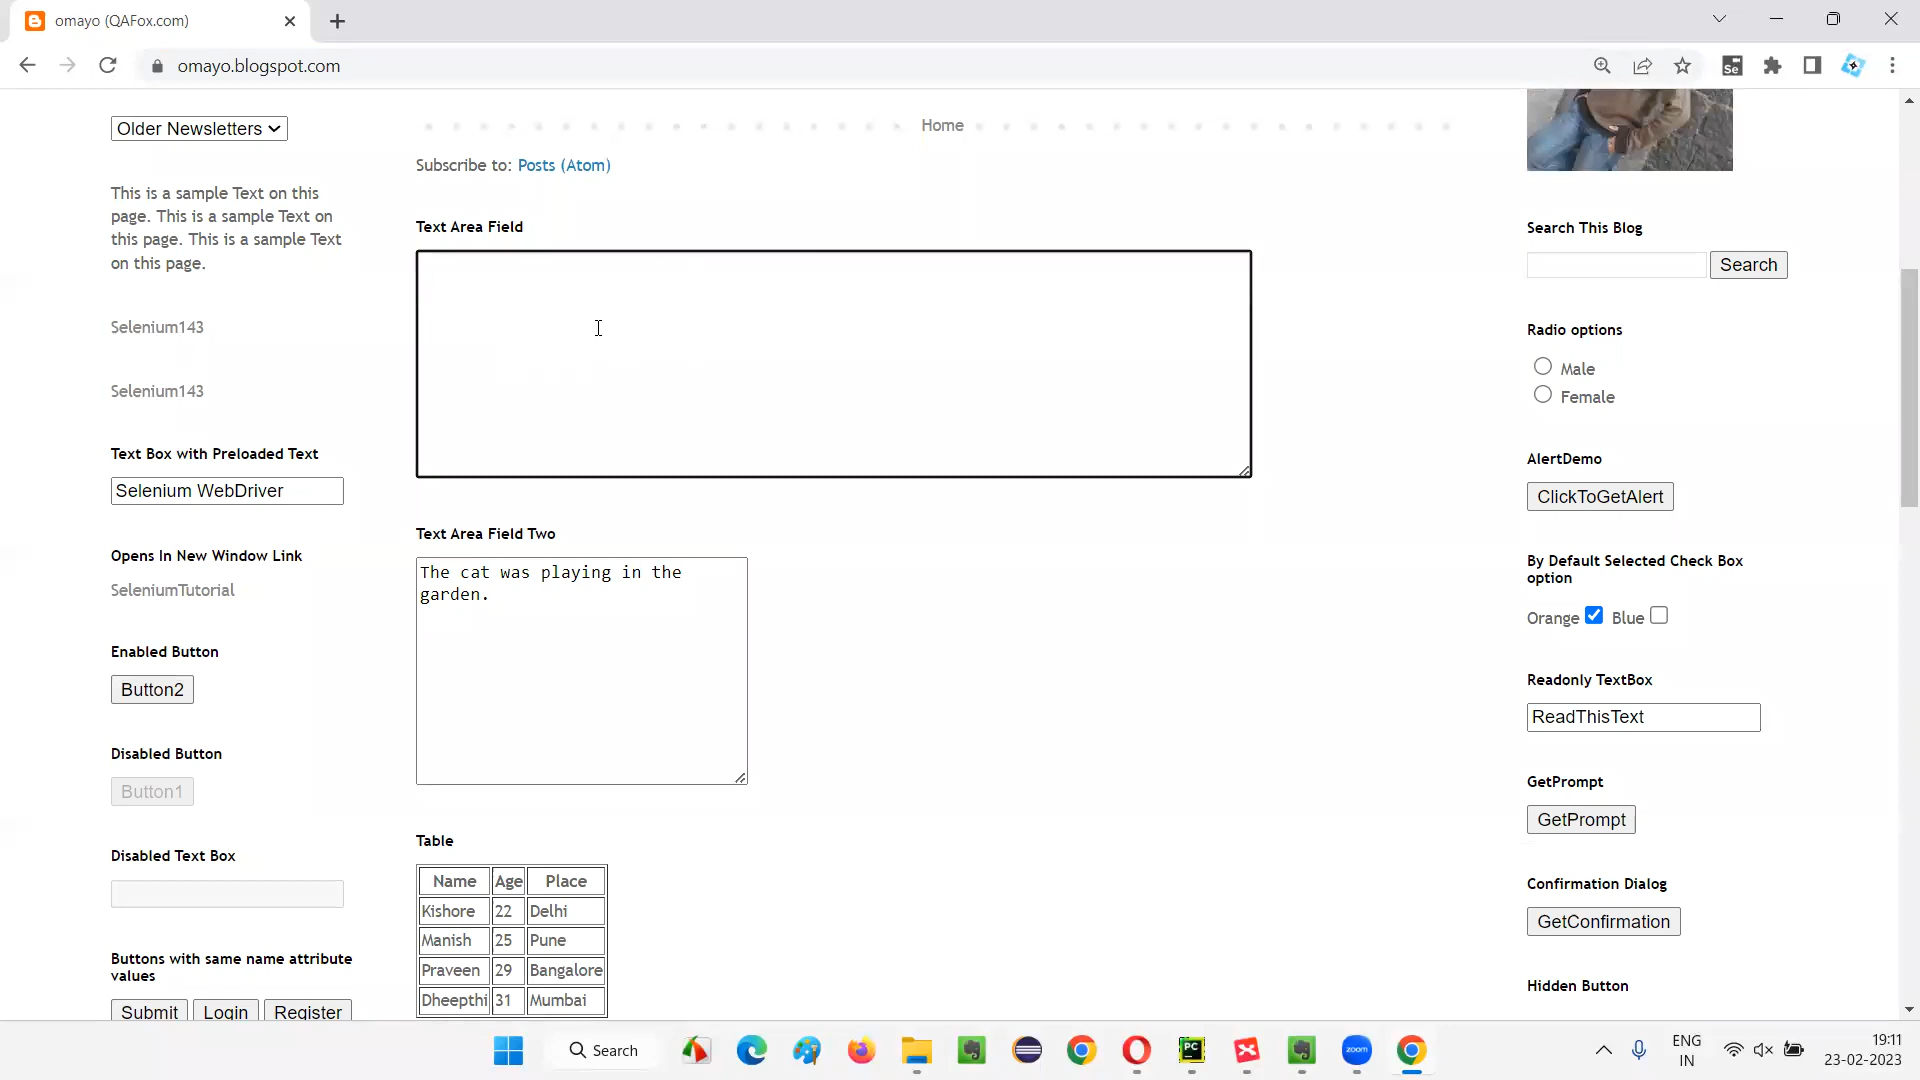 omayo (QAFox.com)
omayo.blogspot.com
Older Newsletters
This is a sample Text on this
page. This is a sample Text on
this page. This is a sample Text
on this page.
Selenium143
Selenium143
Text Box with Preloaded Text
Selenium WebDriver
Opens In New Window Link
SeleniumTutorial
Enabled Button
Button2
Disabled Button
Button1
Disabled Text Box
Buttons with same name attribute
values
Submit Login Register
Home
Subscribe to: Posts (Atom)
Text Area Field
Text Area Field Two
The cat was playing in the
garden.
Table
Name Age Place
Kishore 22 Delhi
Manish 25 Pune
Praveen 29 Bangalore
Dheepthi 31 Mumbai
Search This Blog
Search
Radio options
Male
Female
AlertDemo
ClickToGetAlert
By Default Selected Check Box
option
Orange Blue
Readonly TextBox
ReadThisText
GetPrompt
GetPrompt
Confirmation Dialog
GetConfirmation
Hidden Button
Se
Search
PC
zoom
ENG
IN
19:11
23-02-2023